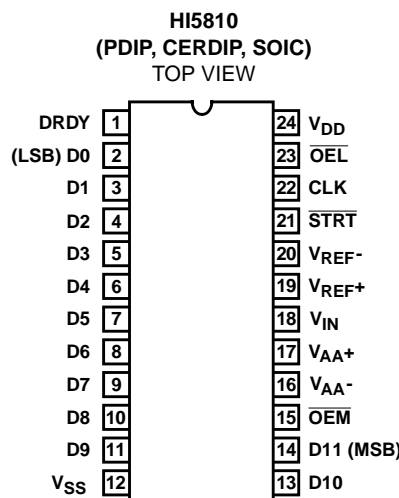 HI5810
(PDIP, CERDIP, SOIC)
TOP VIEW
DRDY 1 24 VDD
(LSB) D0 2 23 OEL
D1 3 22 CLK
D2 4 21 STRT
D3 5 20 VREF-
D4 6 19 VREF+
D5 7 18 VIN
D6 8 17 VAA+
D7 9 16 VAA-
D8 10 15 OEM
D9 11 14 D11 (MSB)
VSS 12 13 D10